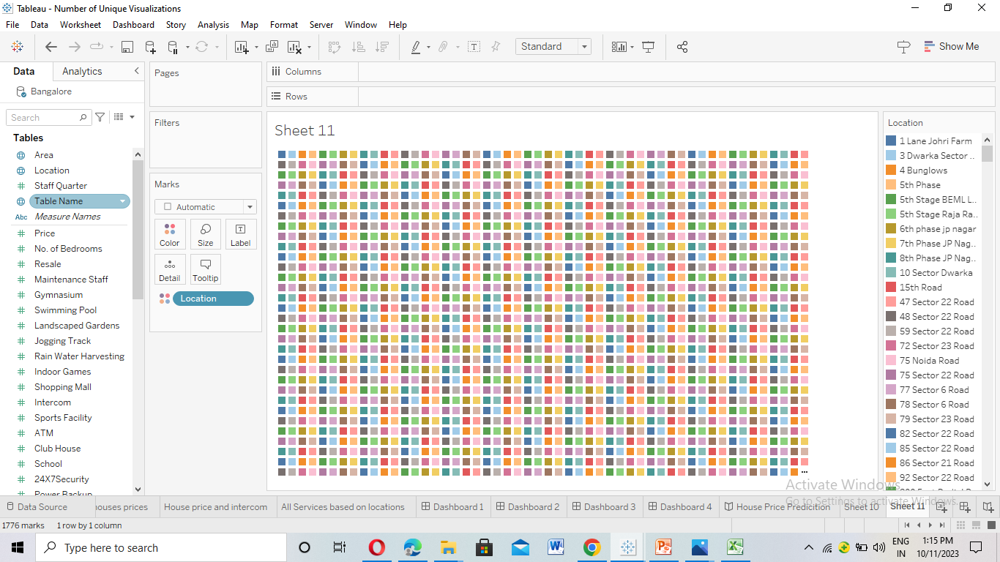 Tableau - Number of Unique Visualizations
File Data Worksheet Dashboard Story Analysis Map Format Server Window Help
Standard
Show Me
Data Analytics
Bangalore
Search
Tables
Area
Location
Staff Quarter
Table Name
Abc Measure Names
Price
No. of Bedrooms
Resale
Maintenance Staff
Gymnasium
Swimming Pool
Landscaped Gardens
Jogging Track
Rain Water Harvesting
Indoor Games
Shopping Mall
Intercom
Sports Facility
ATM
Club House
School
24X7Security
Power Backup
Pages
Filters
Marks
Automatic
Color Size Label
Detail Tooltip
Location
Columns
Rows
Sheet 11
Location
1 Lane Johri Farm
3 Dwarka Sector ..
4 Bunglows
5th Phase
5th Stage BEML L..
5th Stage Raja Ra..
6th phase jp nagar
7th Phase JP Nag..
8th Phase JP Nag..
10 Sector Dwarka
15th Road
47 Sector 22 Road
48 Sector 22 Road
59 Sector 22 Road
72 Sector 23 Road
75 Noida Road
75 Sector 22 Road
77 Sector 6 Road
78 Sector 6 Road
79 Sector 23 Road
82 Sector 22 Road
85 Sector 22 Road
86 Sector 21 Road
92 Sector 22 Road
Activate Windows
Go to Settings to activate Windows.
Data Source houses prices House price and intercom All Services based on locations Dashboard 1 Dashboard 2 Dashboard 3 Dashboard 4 House Price Predicition Sheet 10 Sheet 11
1776 marks 1 row by 1 column
Type here to search
ENG
IN
1:15 PM
10/11/2023